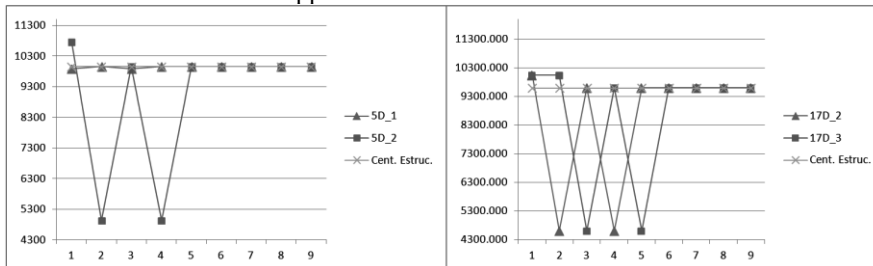 11300
10300
9300
8300
7300
6300
5300
4300
1 2 3 4 5 6 7 8 9
5D_1
5D_2
Cent. Estruc.
11300.000
10300.000
9300.000
8300.000
7300.000
6300.000
5300.000
4300.000
1 2 3 4 5 6 7 8 9
17D_2
17D_3
Cent. Estruc.